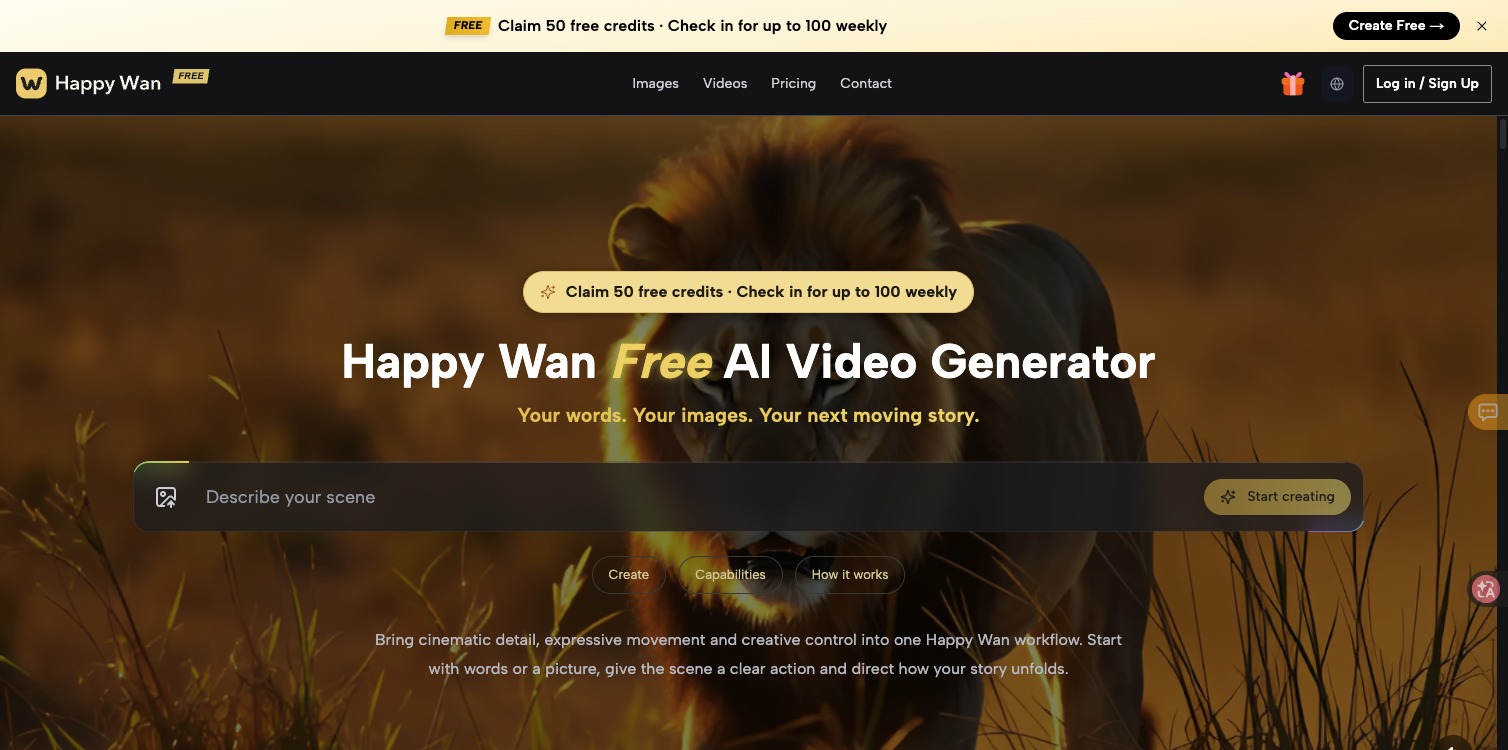 FREE Claim 50 free credits · Check in for up to 100 weekly
Create Free →
Happy Wan FREE
Images Videos Pricing Contact
Log in / Sign Up
Claim 50 free credits · Check in for up to 100 weekly
Happy Wan Free AI Video Generator
Your words. Your images. Your next moving story.
Describe your scene
Start creating
Create Capabilities How it works
Bring cinematic detail, expressive movement and creative control into one Happy Wan workflow. Start
with words or a picture, give the scene a clear action and direct how your story unfolds.